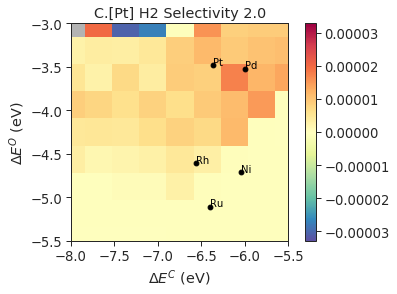 C.[Pt] H2 Selectivity 2.0
ΔE^O (eV)
−3.0
−3.5
−4.0
−4.5
−5.0
−5.5
Pt
Pd
Rh
Ni
Ru
−8.0 −7.5 −7.0 −6.5 −6.0 −5.5
ΔE^C (eV)
0.00003
0.00002
0.00001
0.00000
−0.00001
−0.00002
−0.00003